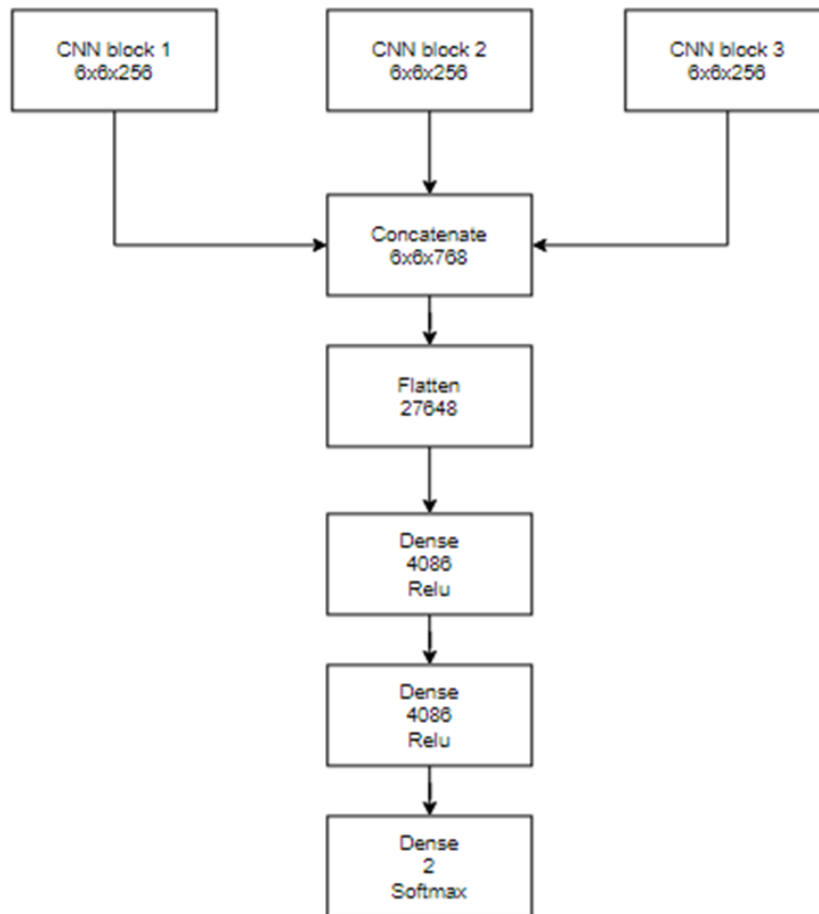 CNN block 1
6x6x256
CNN block 2
6x6x256
CNN block 3
6x6x256
Concatenate
6x6x768
Flatten
27648
Dense
4086
Relu
Dense
4086
Relu
Dense
2
Softmax